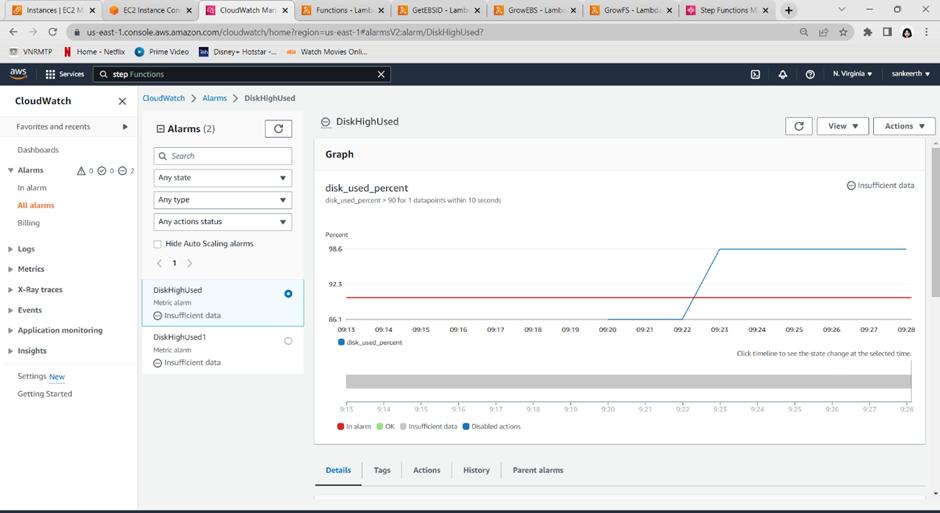 Instances | EC2 M
EC2 Instance Con
CloudWatch Man
Functions - Lamb
GetEBSID - Lamb
GrowEBS - Lamb
GrowFS - Lambda
Step Functions M
us-east-1.console.aws.amazon.com/cloudwatch/home?region=us-east-1#alarmsV2:alarm/DiskHighUsed?
VNRMTP
Home - Netflix
Prime Video
Disney+ Hotstar -...
Watch Movies Onli...
aws
Services
step Functions
N. Virginia
sankeerth
CloudWatch
Favorites and recents
Dashboards
Alarms 0 0 2
In alarm
All alarms
Billing
Logs
Metrics
X-Ray traces
Events
Application monitoring
Insights
Settings New
Getting Started
CloudWatch > Alarms > DiskHighUsed
Alarms (2)
Search
Any state
Any type
Any actions status
Hide Auto Scaling alarms
1
DiskHighUsed
Metric alarm
Insufficient data
DiskHighUsed1
Metric alarm
Insufficient data
DiskHighUsed
View
Actions
Graph
disk_used_percent
Insufficient data
disk_used_percent > 90 for 1 datapoints within 10 seconds
Percent
98.6
92.3
86.1
09:13 09:14 09:15 09:16 09:17 09:18 09:19 09:20 09:21 09:22 09:23 09:24 09:25 09:26 09:27 09:28
disk_used_percent
Click timeline to see the state change at the selected time.
9:13 9:14 9:15 9:16 9:17 9:18 9:19 9:20 9:21 9:22 9:23 9:24 9:25 9:26 9:27 9:28
In alarm OK Insufficient data Disabled actions
Details
Tags
Actions
History
Parent alarms